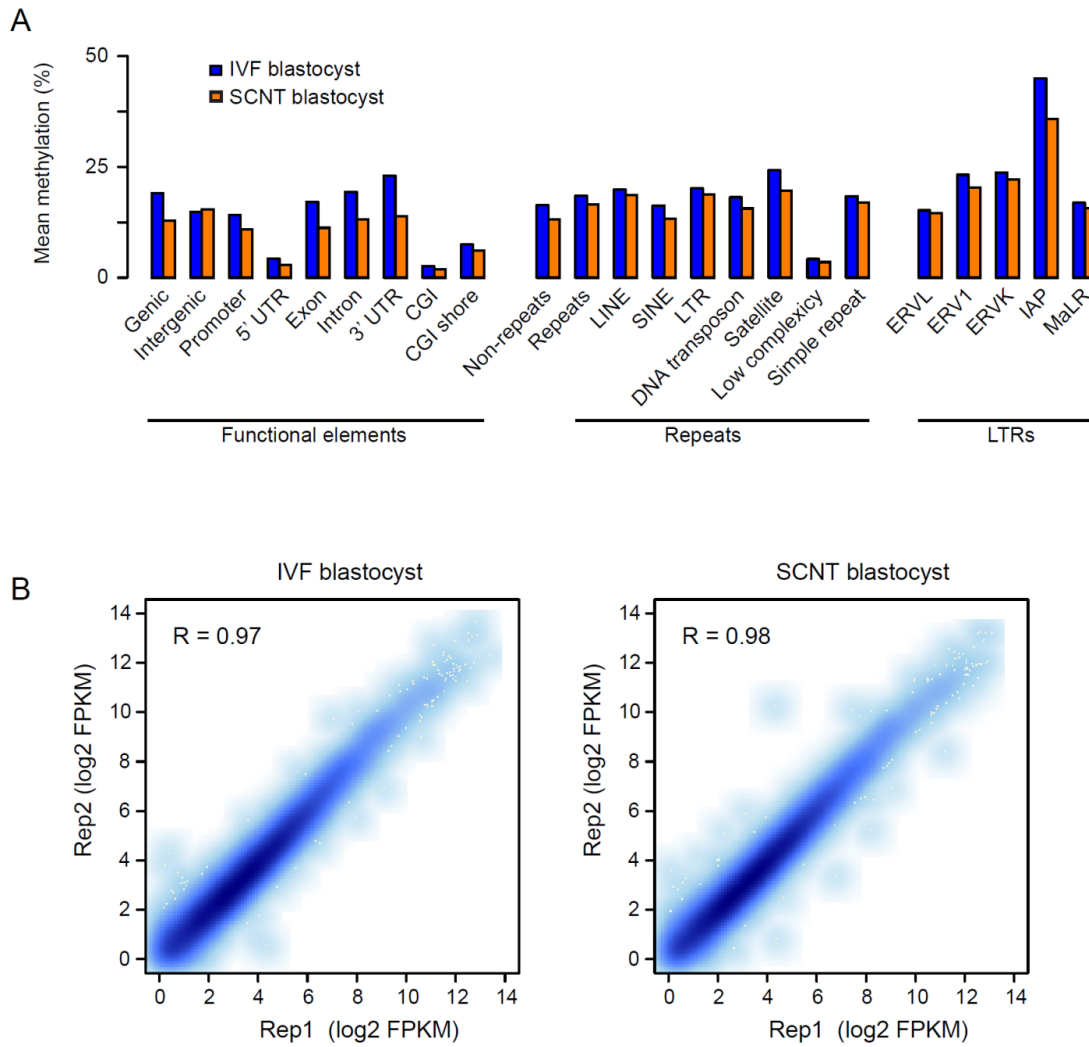 A
Mean methylation (%)
50
25
0
IVF blastocyst
SCNT blastocyst
Genic
Intergenic
Promoter
5' UTR
Exon
Intron
3' UTR
CGI
CGI shore
Non-repeats
Repeats
LINE
SINE
LTR
DNA transposon
Satellite
Low complexicy
Simple repeat
ERVL
ERV1
ERVK
IAP
MaLR
Functional elements
Repeats
LTRs
B
IVF blastocyst
R = 0.97
Rep2 (log2 FPKM)
14
12
10
8
6
4
2
0
0 2 4 6 8 10 12 14
Rep1 (log2 FPKM)
SCNT blastocyst
R = 0.98
Rep2 (log2 FPKM)
14
12
10
8
6
4
2
0
0 2 4 6 8 10 12 14
Rep1 (log2 FPKM)